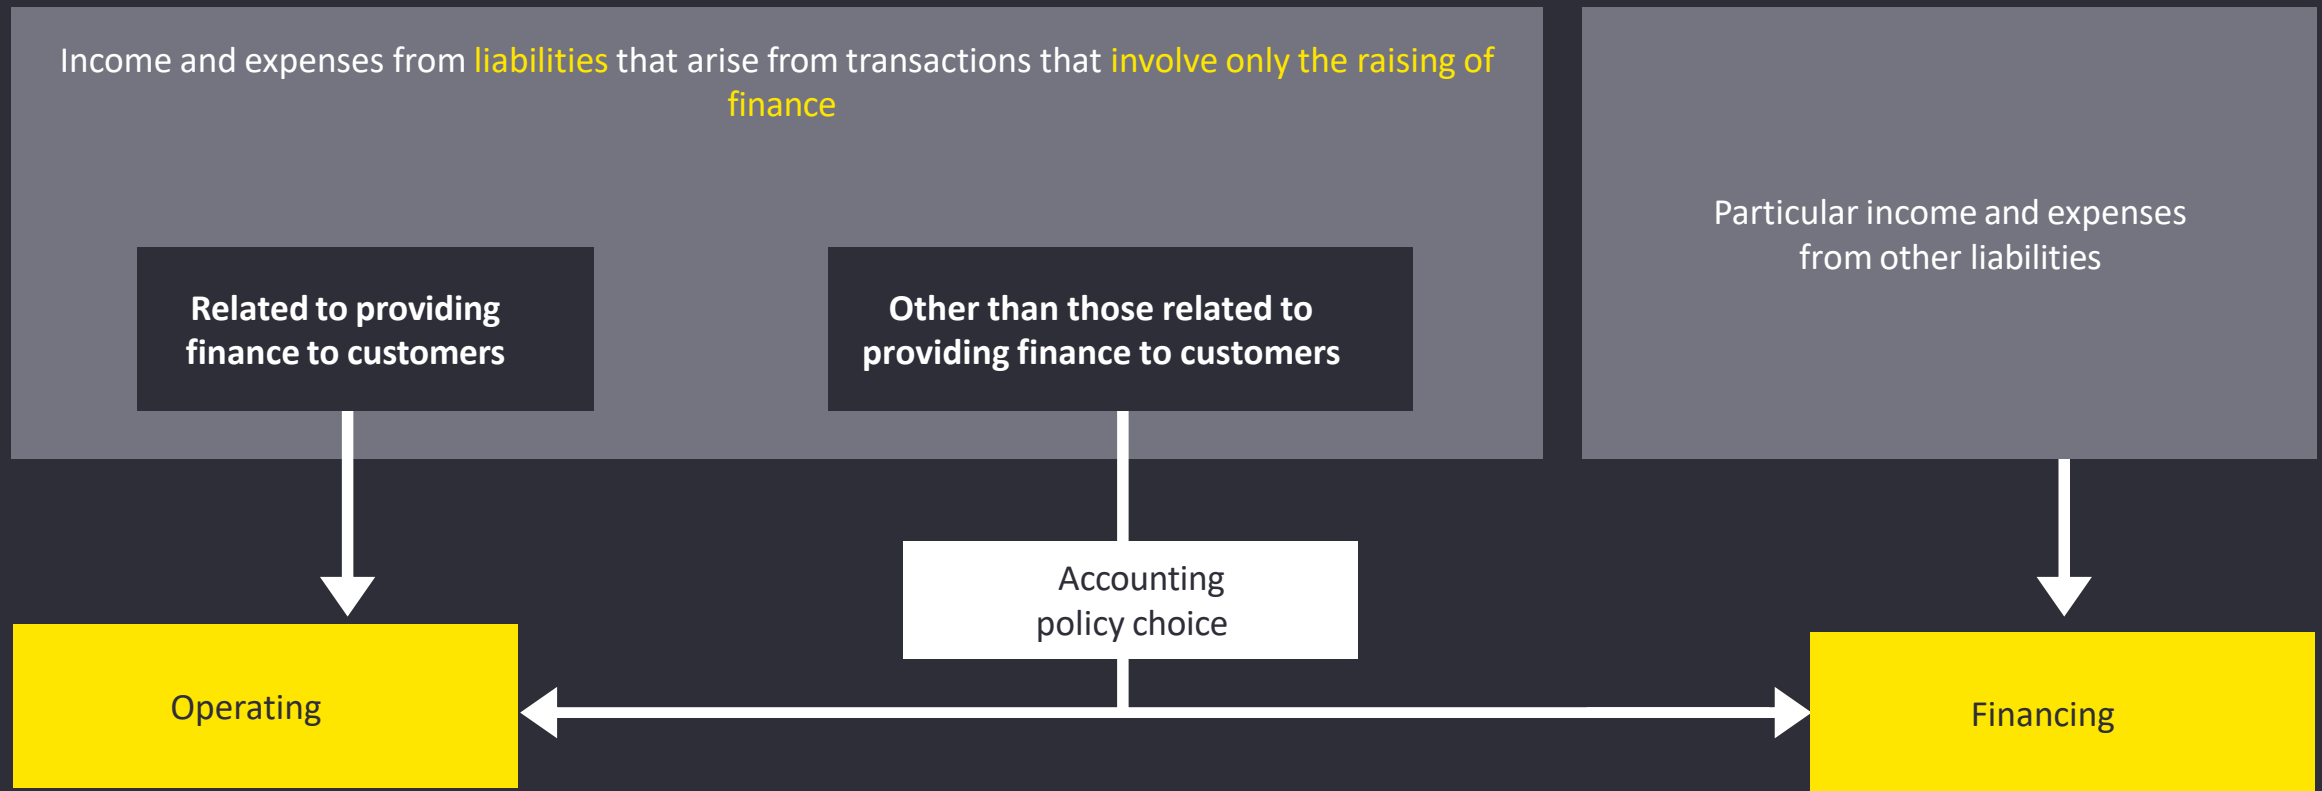 Income and expenses from liabilities that arise from transactions that involve only the raising of
finance
Related to providing
finance to customers
Other than those related to
providing finance to customers
Particular income and expenses
from other liabilities
Accounting
policy choice
Operating
Financing